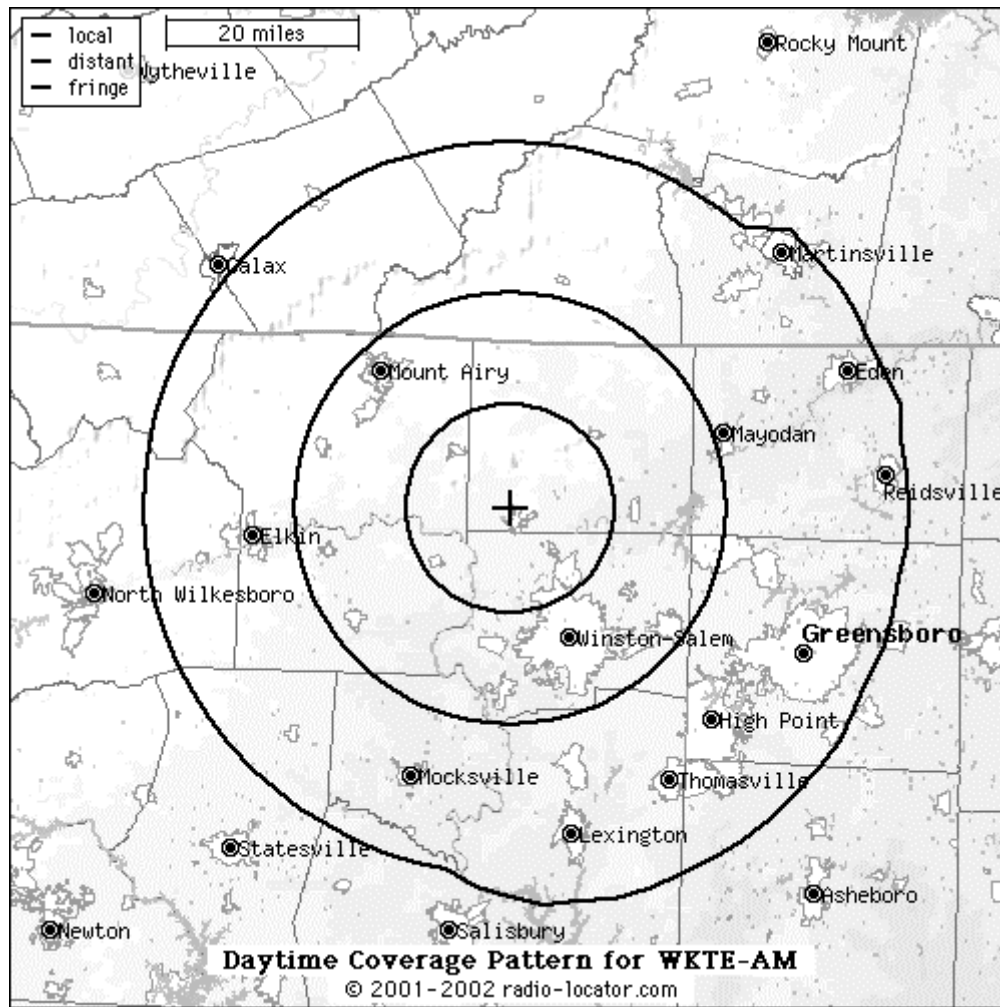 local
distant
fringe
20 miles
Rocky Mount
Wytheville
Galax
Martinsville
Mount Airy
Eden
Mayodan
Reidsville
Elkin
North Wilkesboro
Winston-Salem
Greensboro
High Point
Mocksville
Thomasville
Lexington
Statesville
Asheboro
Newton
Salisbury
Daytime Coverage Pattern for WKTE-AM
© 2001-2002 radio-locator.com